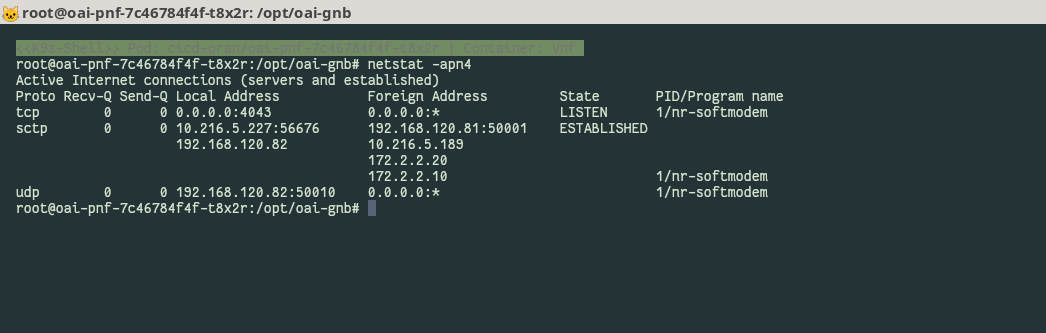 root@oai-pnf-7c46784f4f-t8x2r: /opt/oai-gnb
<<K9s-Shell>> Pod: cicd-oran/oai-pnf-7c46784f4f-t8x2r | Container: vnf
root@oai-pnf-7c46784f4f-t8x2r:/opt/oai-gnb# netstat -apn4
Active Internet connections (servers and established)
Proto Recv-Q Send-Q Local Address           Foreign Address         State       PID/Program name
tcp        0      0 0.0.0.0:4043            0.0.0.0:*               LISTEN      1/nr-softmodem
sctp       0      0 10.216.5.227:56676      192.168.120.81:50001    ESTABLISHED
                    192.168.120.82          10.216.5.189
                                            172.2.2.20
                                            172.2.2.10                          1/nr-softmodem
udp        0      0 192.168.120.82:50010    0.0.0.0:*                           1/nr-softmodem
root@oai-pnf-7c46784f4f-t8x2r:/opt/oai-gnb#